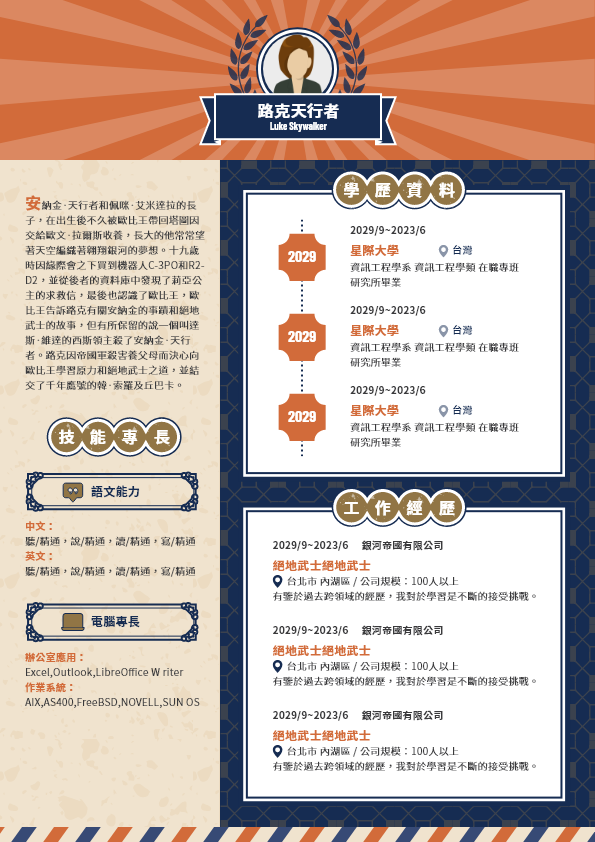 路克天行者
Luke Skywalker
安納金·天行者和佩咪·艾米達拉的長
子，在出生後不久被歐比王帶回塔圖因
交給歐文·拉爾斯收養，長大的他常常望
著天空編織著翱翔銀河的夢想。十九歲
時因緣際會之下買到機器人C-3PO和R2-
D2，並從後者的資料庫中發現了莉亞公
主的求救信，最後也認識了歐比王，歐
比王告訴路克有關安納金的事蹟和絕地
武士的故事，但有所保留的說一個叫達
斯·維達的西斯領主殺了安納金·天行
者。路克因帝國軍殺害養父母而決心向
歐比王學習原力和絕地武士之道，並結
交了千年鷹號的韓·索羅及丘巴卡。
技能專長
語文能力
中文：
聽/精通，說/精通，讀/精通，寫/精通
英文：
聽/精通，說/精通，讀/精通，寫/精通
電腦專長
辦公室應用：
Excel,Outlook,LibreOffice W riter
作業系統：
AIX,AS400,FreeBSD,NOVELL,SUN OS
學歷資料
2029
2029/9~2023/6
星際大學 台灣
資訊工程學系 資訊工程學類 在職專班
研究所畢業
2029
2029/9~2023/6
星際大學 台灣
資訊工程學系 資訊工程學類 在職專班
研究所畢業
2029
2029/9~2023/6
星際大學 台灣
資訊工程學系 資訊工程學類 在職專班
研究所畢業
工作經歷
2029/9~2023/6 銀河帝國有限公司
絕地武士絕地武士
台北市 內湖區 / 公司規模：100人以上
有鑒於過去跨領域的經歷，我對於學習是不斷的接受挑戰。
2029/9~2023/6 銀河帝國有限公司
絕地武士絕地武士
台北市 內湖區 / 公司規模：100人以上
有鑒於過去跨領域的經歷，我對於學習是不斷的接受挑戰。
2029/9~2023/6 銀河帝國有限公司
絕地武士絕地武士
台北市 內湖區 / 公司規模：100人以上
有鑒於過去跨領域的經歷，我對於學習是不斷的接受挑戰。